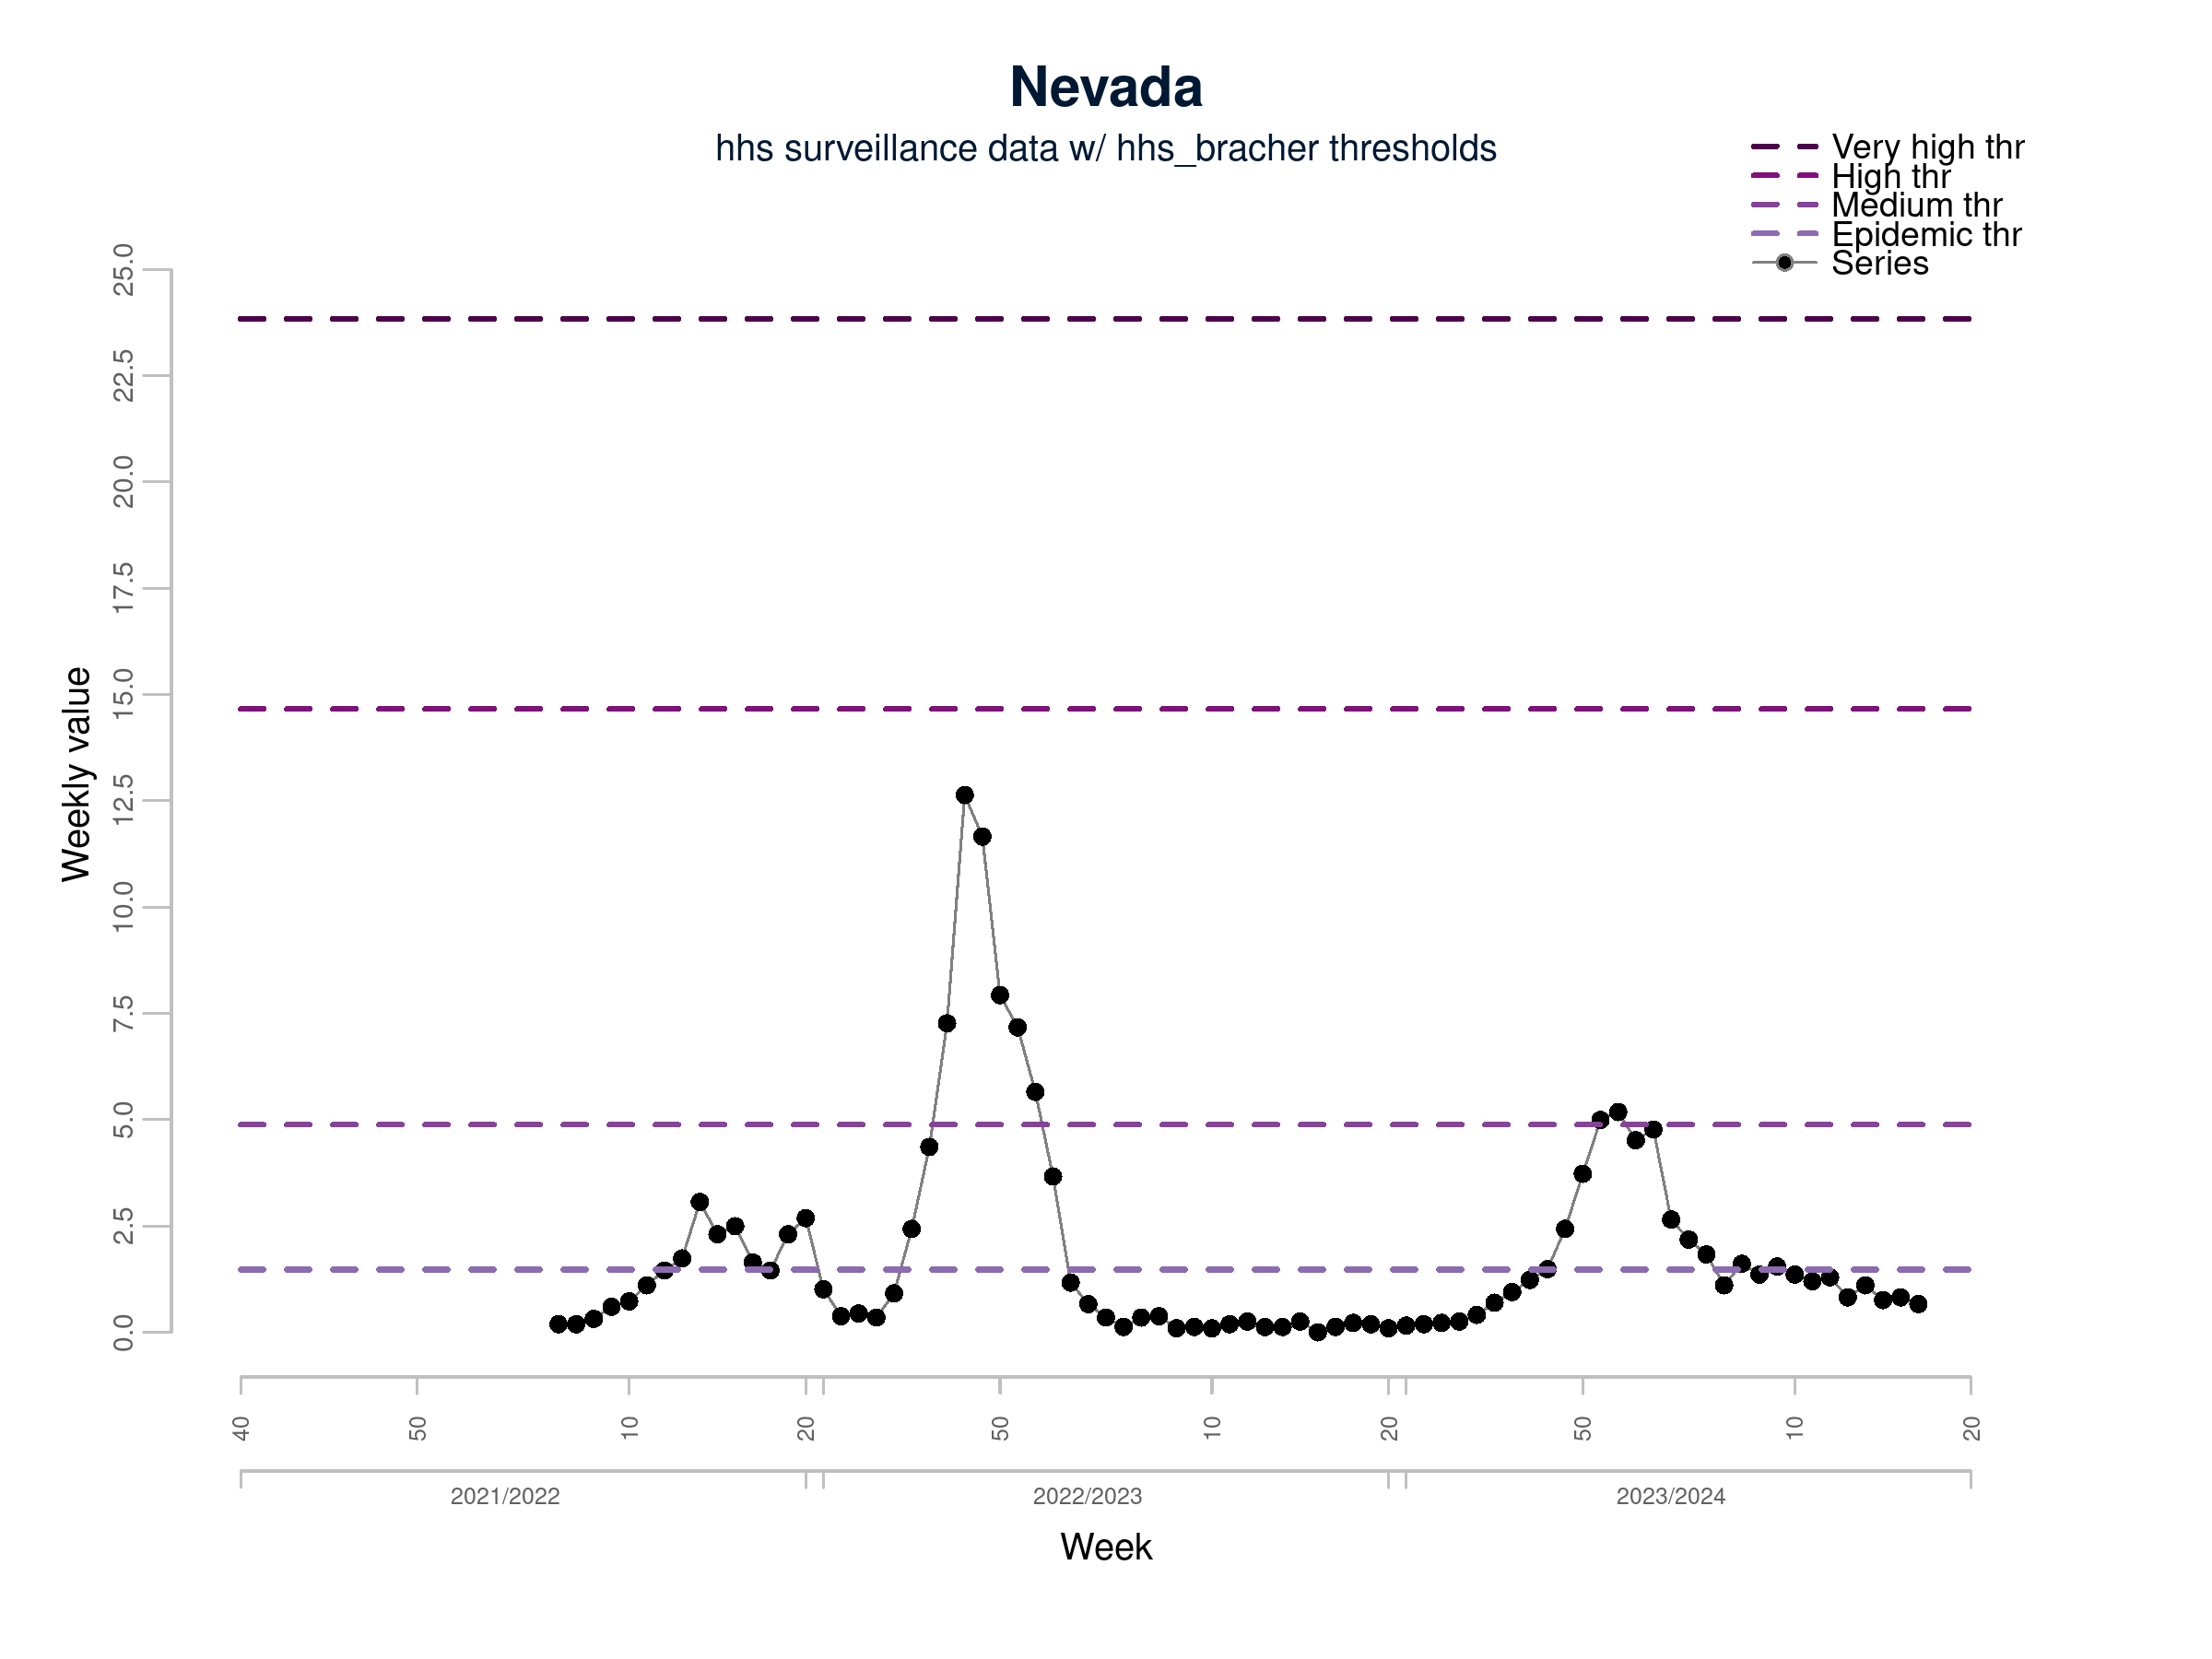 Nevada
hhs surveillance data w/ hhs_bracher thresholds
Very high thr
High thr
Medium thr
Epidemic thr
Series
25.0
22.5
20.0
17.5
15.0
12.5
10.0
7.5
5.0
2.5
0.0
Weekly value
40 50 10 20 50 10 20 50 10 20
2021/2022 2022/2023 2023/2024
Week